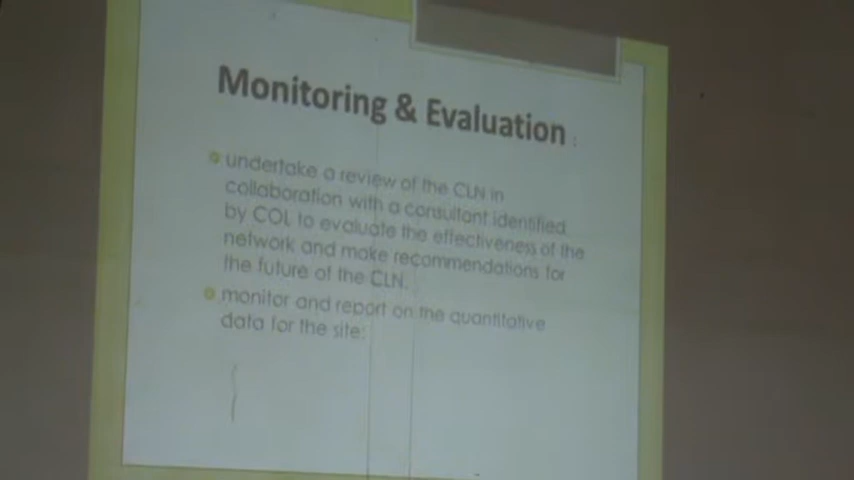 Monitoring & Evaluation :
undertake a review of the CLN in
collaboration with a consultant identified
by COL to evaluate the effectiveness of the
network and make recommendations for
the future of the CLN.
monitor and report on the quantitative
data for the site: